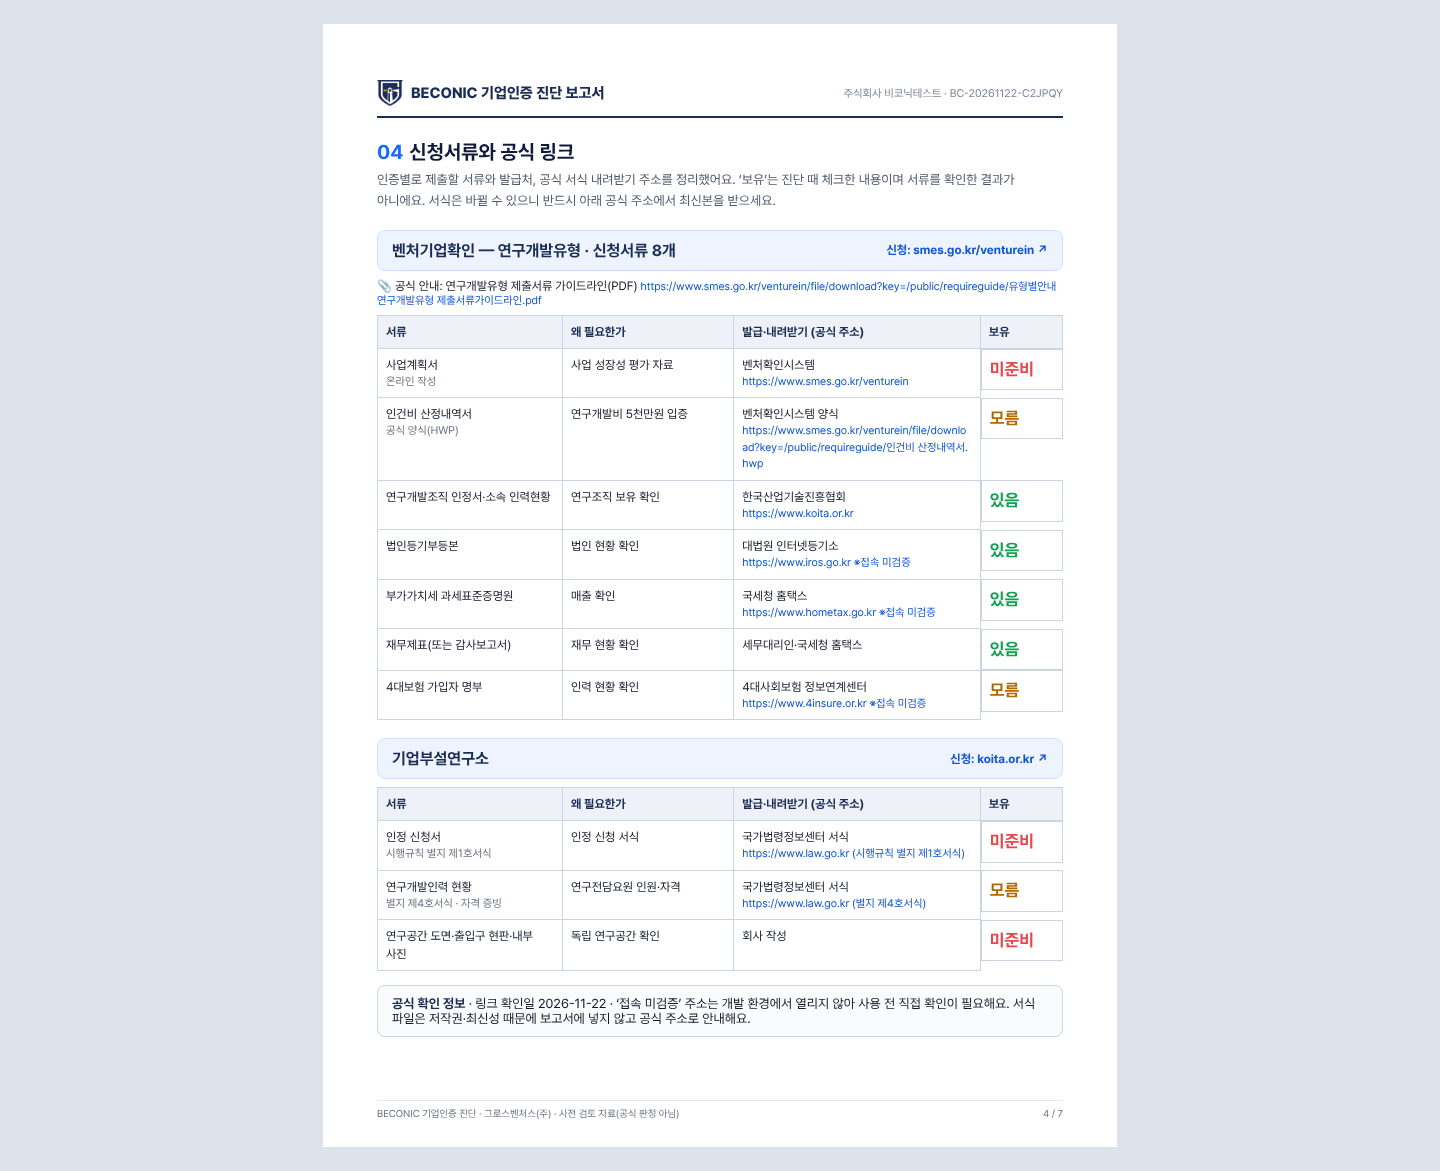 BECONIC 기업인증 진단 보고서
주식회사 비코닉테스트 · BC-20261122-C2JPQY
04 신청서류와 공식 링크
인증별로 제출할 서류와 발급처, 공식 서식 내려받기 주소를 정리했어요. ‘보유’는 진단 때 체크한 내용이며 서류를 확인한 결과가
아니에요. 서식은 바뀔 수 있으니 반드시 아래 공식 주소에서 최신본을 받으세요.
벤처기업확인 — 연구개발유형 · 신청서류 8개
신청: smes.go.kr/venturein ↗
📎 공식 안내: 연구개발유형 제출서류 가이드라인(PDF) https://www.smes.go.kr/venturein/file/download?key=/public/requireguide/유형별안내
연구개발유형 제출서류가이드라인.pdf
서류 왜 필요한가 발급·내려받기 (공식 주소) 보유
사업계획서 사업 성장성 평가 자료 벤처확인시스템 미준비
온라인 작성 https://www.smes.go.kr/venturein
인건비 산정내역서 연구개발비 5천만원 입증 벤처확인시스템 양식 모름
공식 양식(HWP) https://www.smes.go.kr/venturein/file/downlo
ad?key=/public/requireguide/인건비 산정내역서.
hwp
연구개발조직 인정서·소속 인력현황 연구조직 보유 확인 한국산업기술진흥협회 있음
https://www.koita.or.kr
법인등기부등본 법인 현황 확인 대법원 인터넷등기소 있음
https://www.iros.go.kr ※접속 미검증
부가가치세 과세표준증명원 매출 확인 국세청 홈택스 있음
https://www.hometax.go.kr ※접속 미검증
재무제표(또는 감사보고서) 재무 현황 확인 세무대리인·국세청 홈택스 있음
4대보험 가입자 명부 인력 현황 확인 4대사회보험 정보연계센터 모름
https://www.4insure.or.kr ※접속 미검증
기업부설연구소
신청: koita.or.kr ↗
서류 왜 필요한가 발급·내려받기 (공식 주소) 보유
인정 신청서 인정 신청 서식 국가법령정보센터 서식 미준비
시행규칙 별지 제1호서식 https://www.law.go.kr (시행규칙 별지 제1호서식)
연구개발인력 현황 연구전담요원 인원·자격 국가법령정보센터 서식 모름
별지 제4호서식 · 자격 증빙 https://www.law.go.kr (별지 제4호서식)
연구공간 도면·출입구 현판·내부 독립 연구공간 확인 회사 작성 미준비
사진
공식 확인 정보 · 링크 확인일 2026-11-22 · ‘접속 미검증’ 주소는 개발 환경에서 열리지 않아 사용 전 직접 확인이 필요해요. 서식
파일은 저작권·최신성 때문에 보고서에 넣지 않고 공식 주소로 안내해요.
BECONIC 기업인증 진단 · 그로스벤처스(주) · 사전 검토 자료(공식 판정 아님)
4 / 7